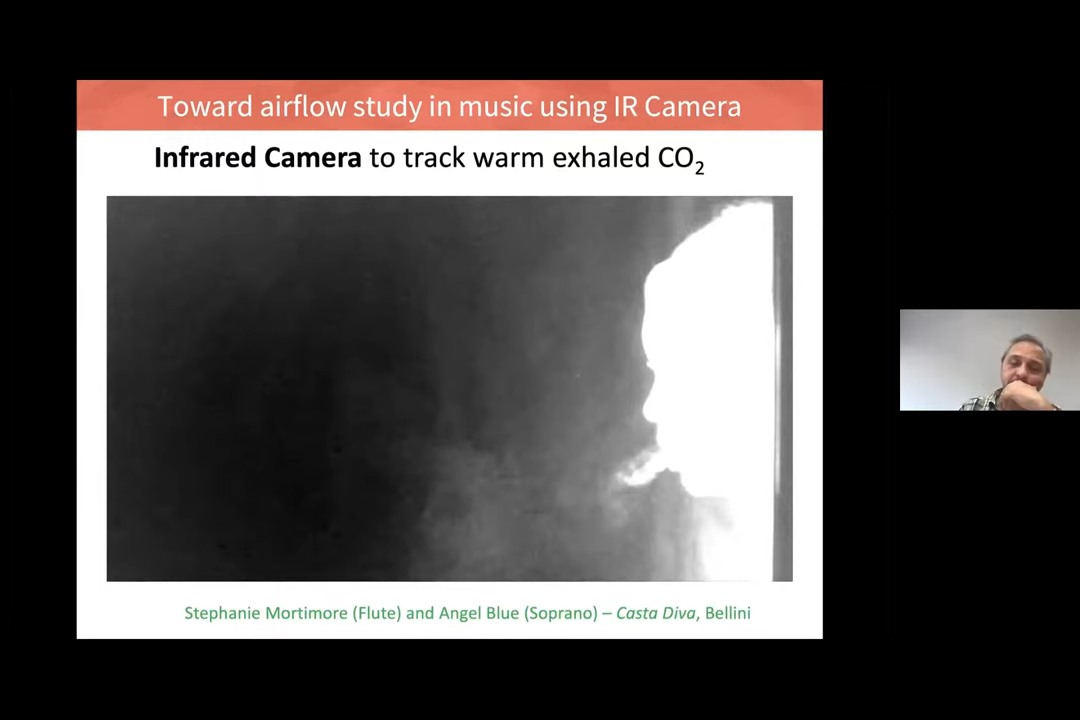 Toward airflow study in music using IR Camera
Infrared Camera to track warm exhaled CO₂
Stephanie Mortimore (Flute) and Angel Blue (Soprano) – Casta Diva, Bellini